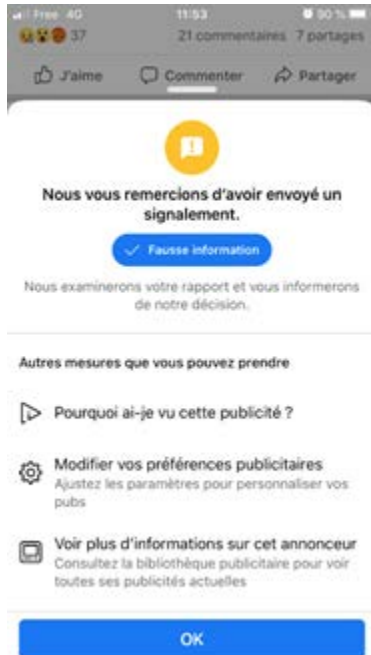 Free 4G 11:53 90 %
37 21 commentaires 7 partages
J'aime Commenter Partager
Nous vous remercions d'avoir envoyé un
signalement.
Fausse information
Nous examinerons votre rapport et vous informerons
de notre décision.
Autres mesures que vous pouvez prendre
Pourquoi ai-je vu cette publicité ?
Modifier vos préférences publicitaires
Ajustez les paramètres pour personnaliser vos
pubs
Voir plus d'informations sur cet annonceur
Consultez la bibliothèque publicitaire pour voir
toutes ses publicités actuelles
OK